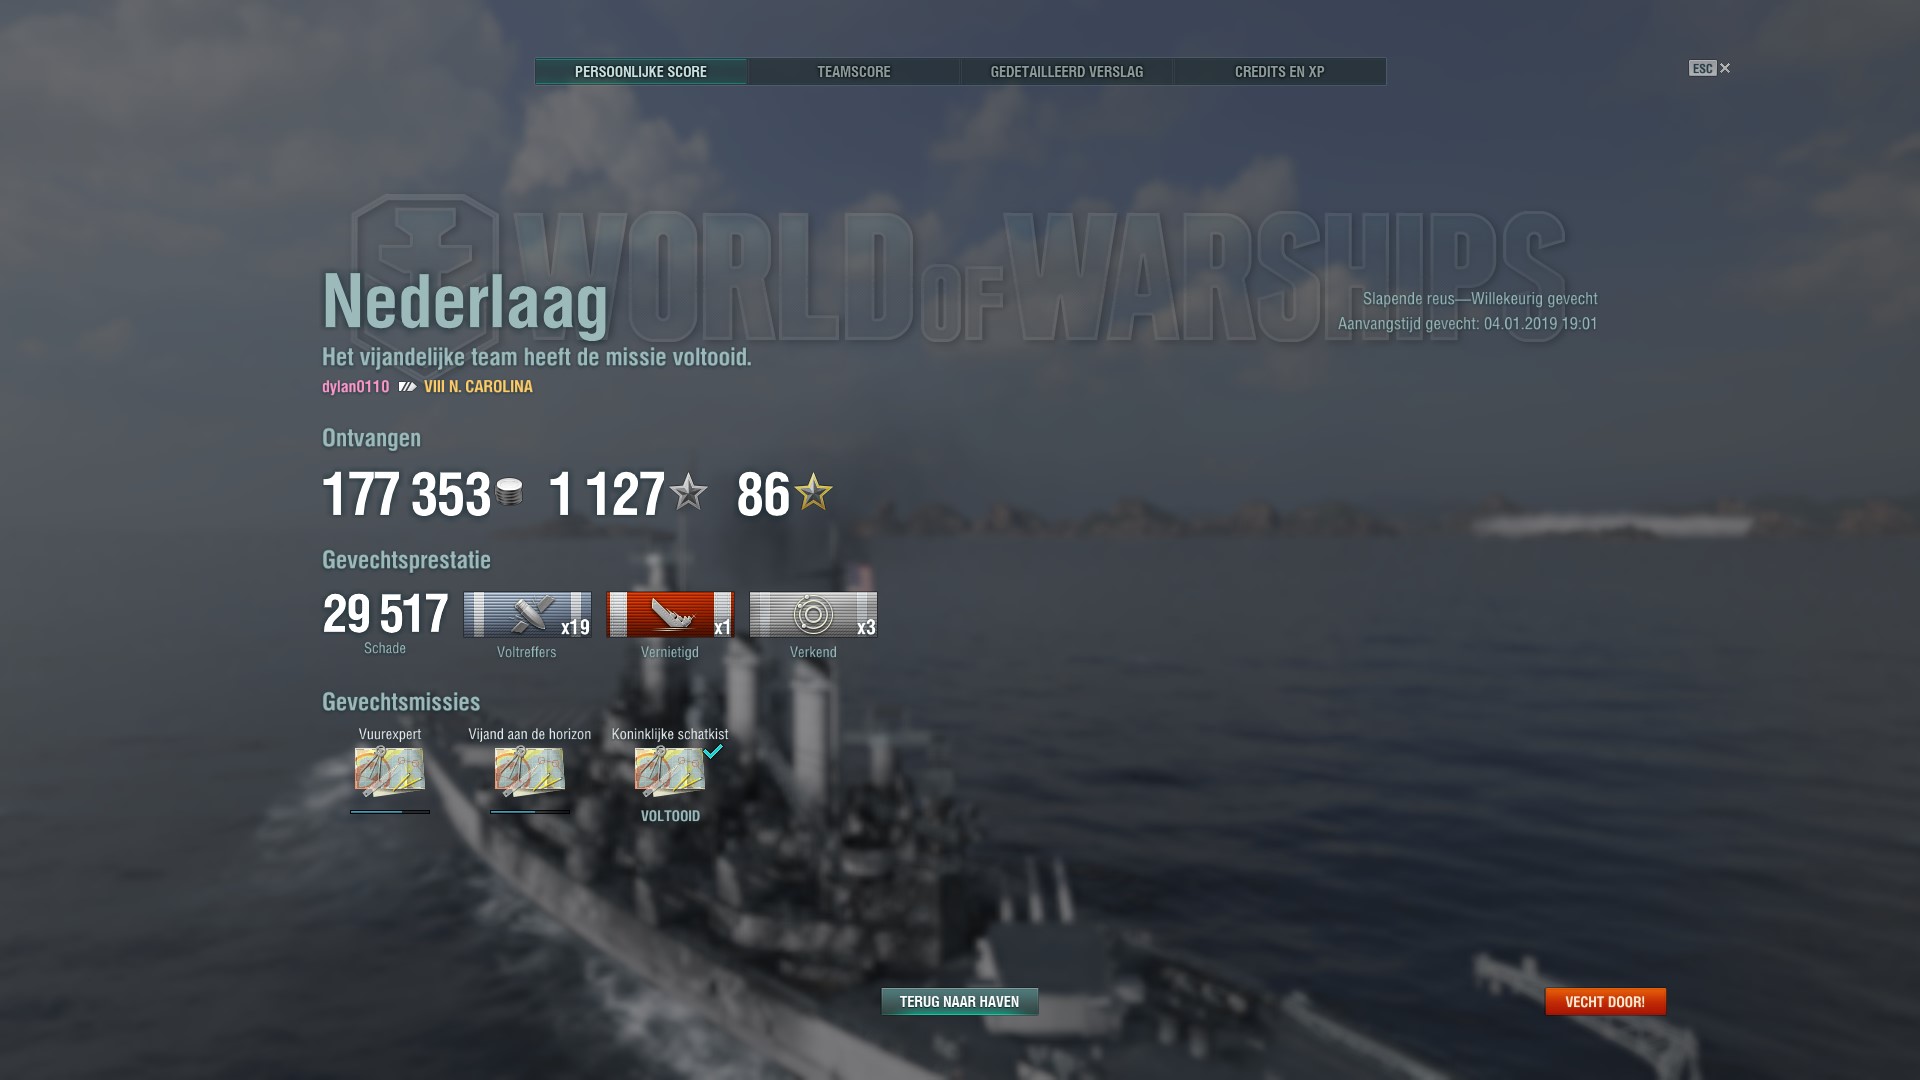 PERSOONLIJKE SCORE TEAMSCORE GEDETAILLEERD VERSLAG CREDITS EN XP ESC
WORLD OF WARSHIPS
Nederlaag
Slapende reus—Willekeurig gevecht
Aanvangstijd gevecht: 04.01.2019 19:01
Het vijandelijke team heeft de missie voltooid.
dylan0110 VIII N. CAROLINA
Ontvangen
177 353 1 127 86
Gevechtsprestatie
29 517 x19 x1 x3
Schade Voltreffers Vernietigd Verkend
Gevechtsmissies
Vuurexpert Vijand aan de horizon Koninklijke schatkist
VOLTOOID
TERUG NAAR HAVEN VECHT DOOR!